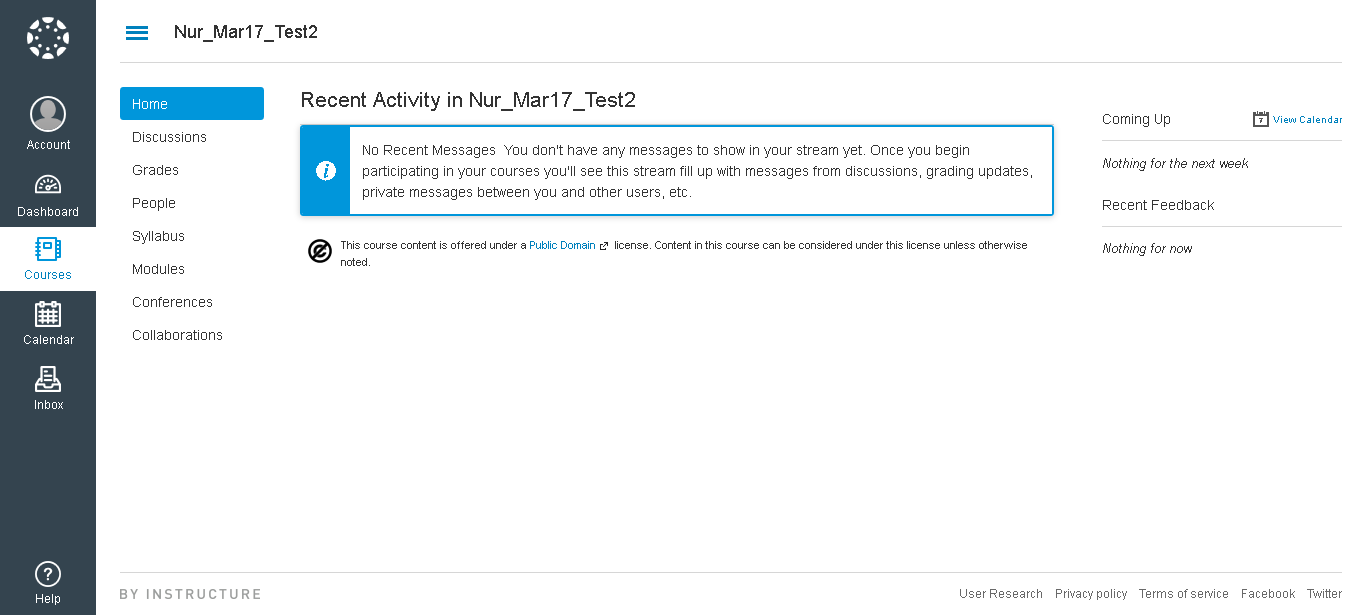 Nur_Mar17_Test2
Account
Dashboard
Courses
Calendar
Inbox
Help
Home
Discussions
Grades
People
Syllabus
Modules
Conferences
Collaborations
Recent Activity in Nur_Mar17_Test2
No Recent Messages  You don't have any messages to show in your stream yet. Once you begin
participating in your courses you'll see this stream fill up with messages from discussions, grading updates,
private messages between you and other users, etc.
This course content is offered under a Public Domain license. Content in this course can be considered under this license unless otherwise
noted.
Coming Up
7 View Calendar
Nothing for the next week
Recent Feedback
Nothing for now
BY INSTRUCTURE
User Research Privacy policy Terms of service Facebook Twitter